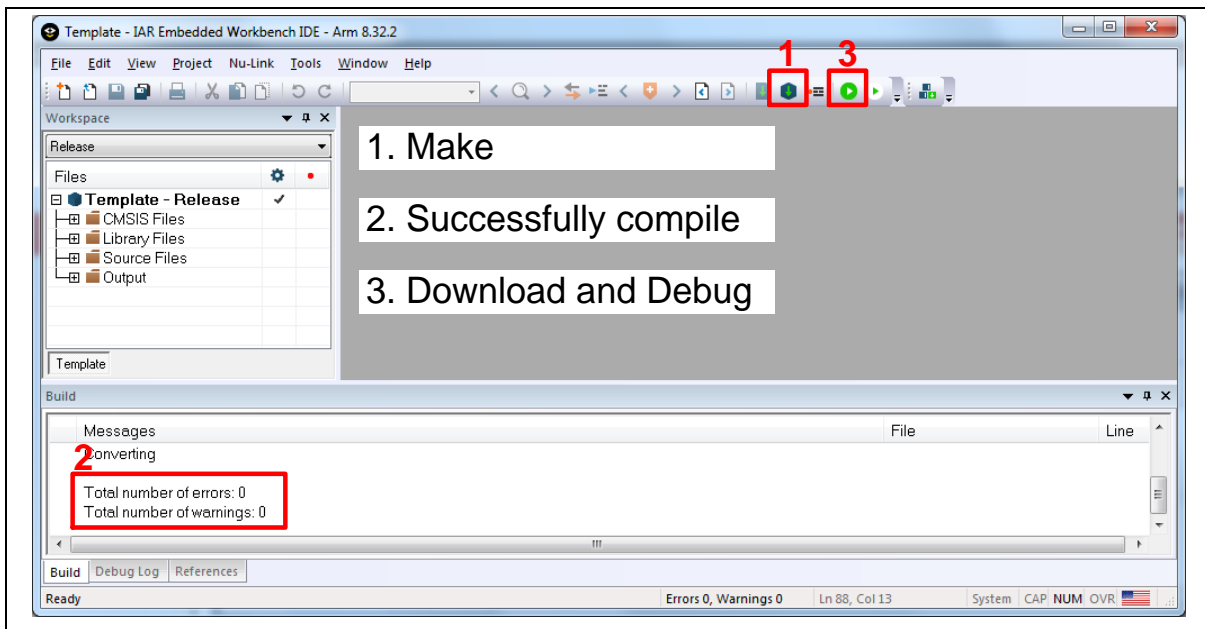 Template - IAR Embedded Workbench IDE - Arm 8.32.2
File Edit View Project Nu-Link Tools Window Help
1 3
Workspace
Release
Files
Template - Release
CMSIS Files
Library Files
Source Files
Output
Template
1. Make
2. Successfully compile
3. Download and Debug
Build
Messages File Line
2
Converting
Total number of errors: 0
Total number of warnings: 0
Build Debug Log References
Ready Errors 0, Warnings 0 Ln 88, Col 13 System CAP NUM OVR